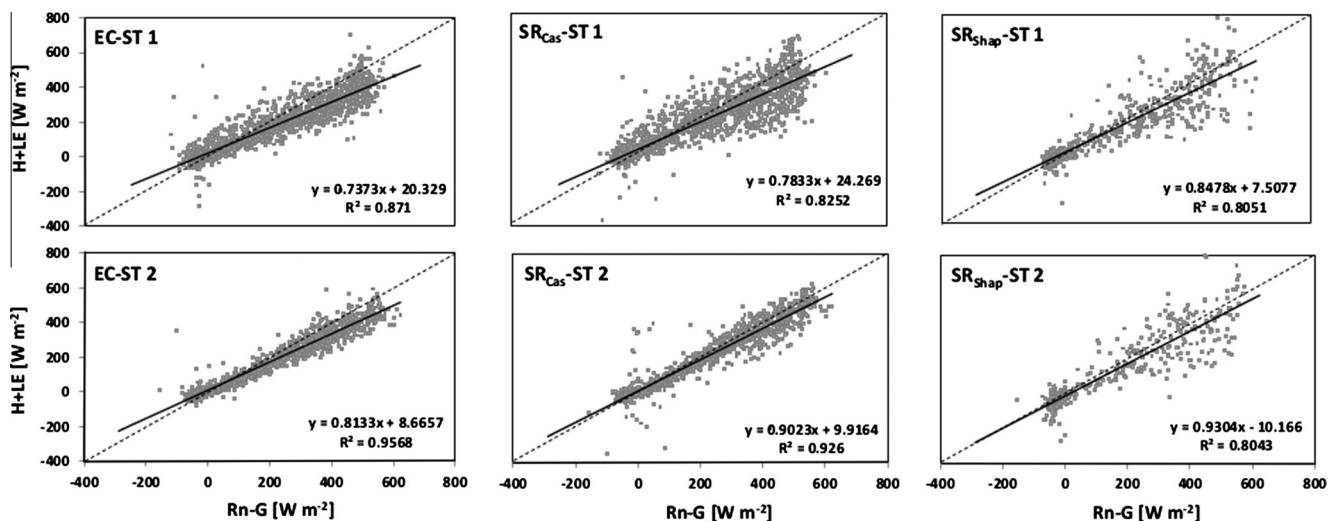 H+LE [W m⁻²]
800
600
400
200
0
-200
-400
EC-ST 1
y = 0.7373x + 20.329
R² = 0.871
SR_Cas-ST 1
y = 0.7833x + 24.269
R² = 0.8252
SR_Shap-ST 1
y = 0.8478x + 7.5077
R² = 0.8051
H+LE [W m⁻²]
800
600
400
200
0
-200
-400
EC-ST 2
y = 0.8133x + 8.6657
R² = 0.9568
-400 -200 0 200 400 600 800
Rn-G [W m⁻²]
SR_Cas-ST 2
y = 0.9023x + 9.9164
R² = 0.926
-400 -200 0 200 400 600 800
Rn-G [W m⁻²]
SR_Shap-ST 2
y = 0.9304x - 10.166
R² = 0.8043
-400 -200 0 200 400 600 800
Rn-G [W m⁻²]